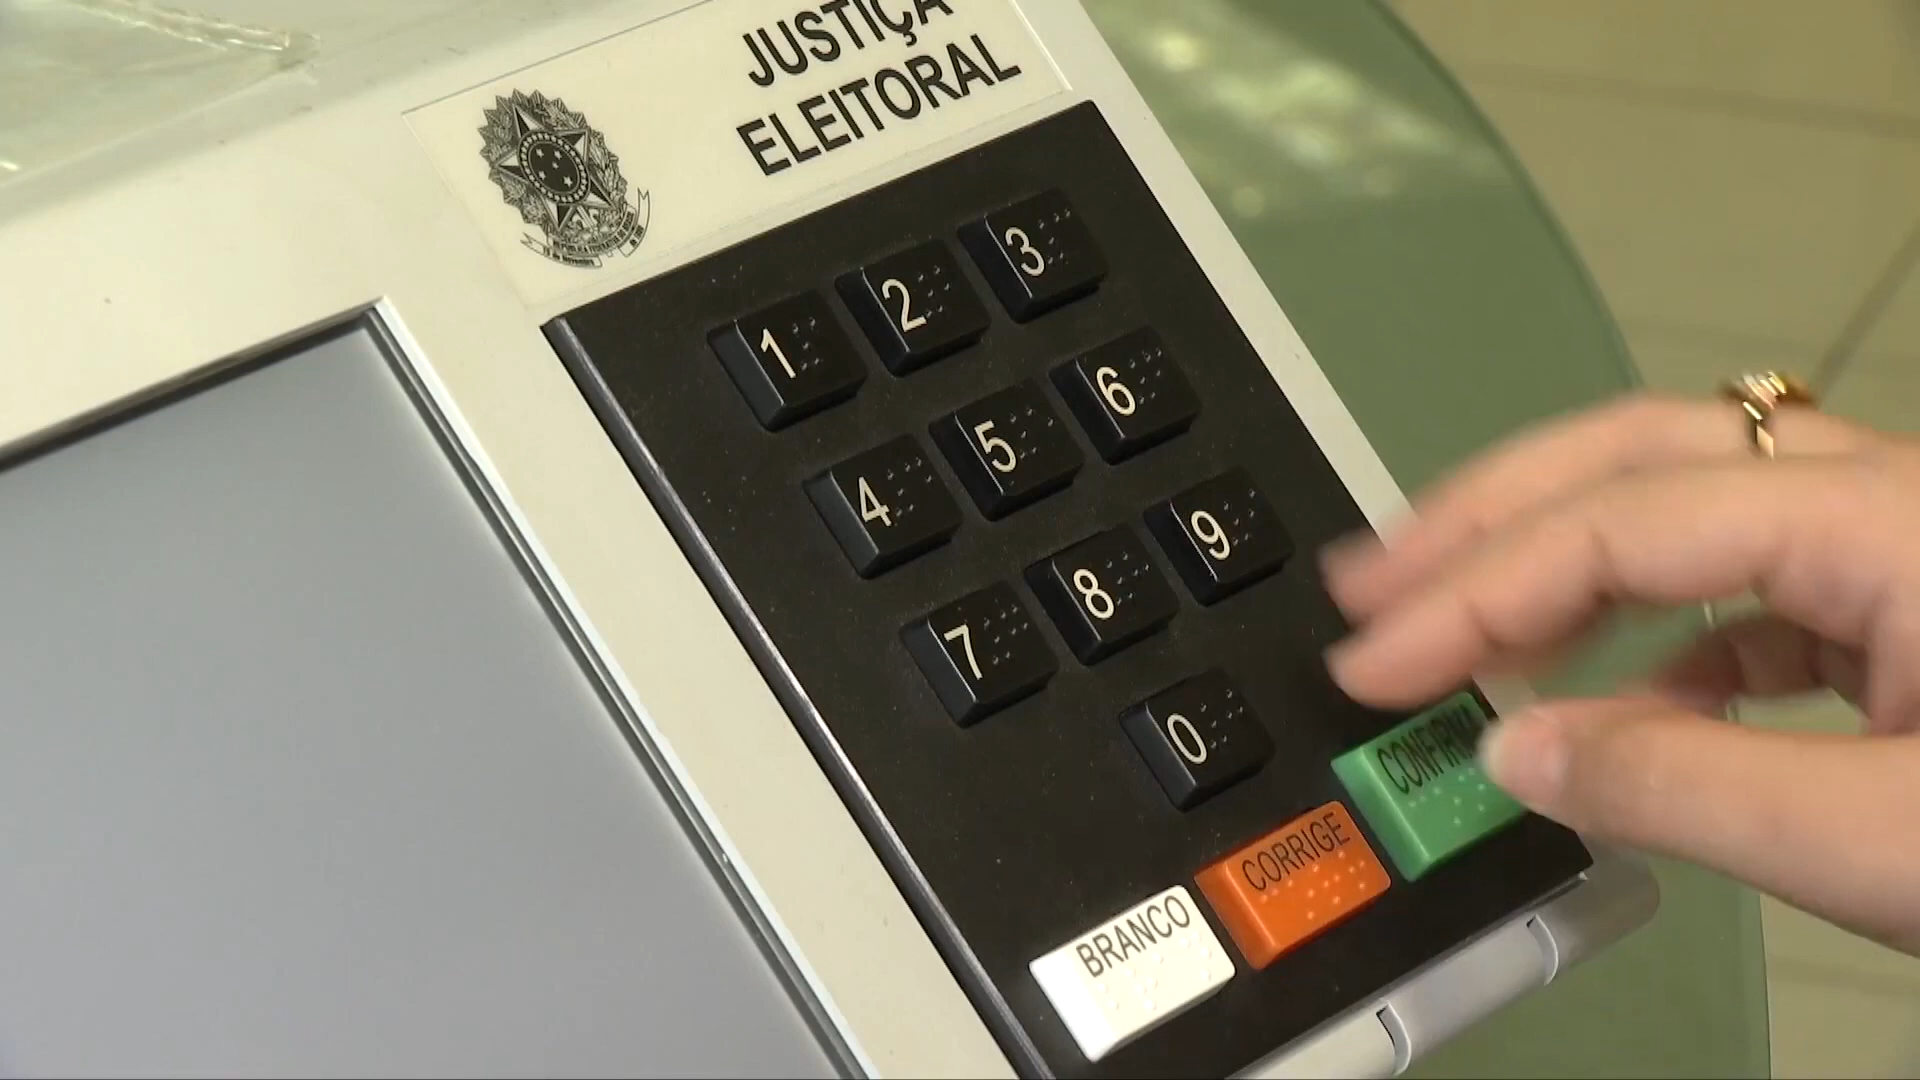 JUSTIÇA
ELEITORAL
1 2 3
4 5 6
7 8 9
0
BRANCO CORRIGE CONFIRMA